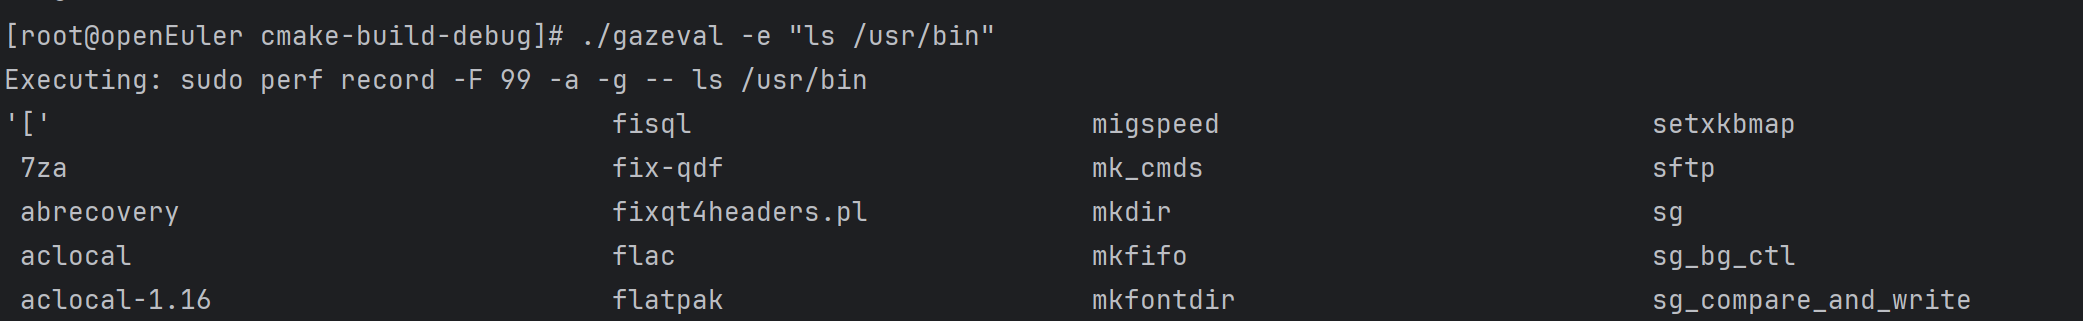 [root@openEuler cmake-build-debug]# ./gazeval -e "ls /usr/bin"
Executing: sudo perf record -F 99 -a -g -- ls /usr/bin
'[' fisql migspeed setxkbmap
7za fix-qdf mk_cmds sftp
abrecovery fixqt4headers.pl mkdir sg
aclocal flac mkfifo sg_bg_ctl
aclocal-1.16 flatpak mkfontdir sg_compare_and_write